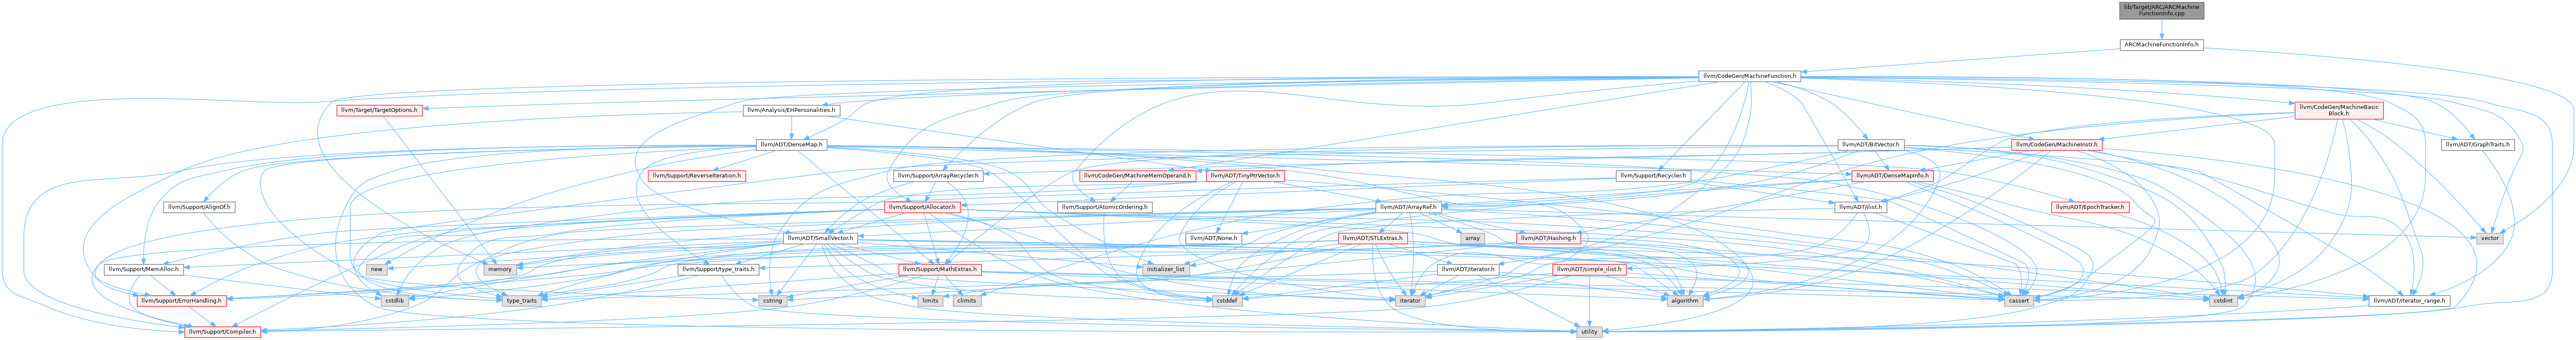 lib/Target/ARC/ARCMachine
FunctionInfo.cpp
ARCMachineFunctionInfo.h
llvm/CodeGen/MachineFunction.h
llvm/Target/TargetOptions.h
llvm/Analysis/EHPersonalities.h
llvm/CodeGen/MachineBasic
Block.h
llvm/ADT/DenseMap.h
llvm/ADT/BitVector.h
llvm/CodeGen/MachineInstr.h
llvm/ADT/GraphTraits.h
llvm/Support/ReverseIteration.h
llvm/Support/ArrayRecycler.h
llvm/CodeGen/MachineMemOperand.h
llvm/ADT/TinyPtrVector.h
llvm/Support/Recycler.h
llvm/ADT/DenseMapInfo.h
llvm/Support/AlignOf.h
llvm/Support/Allocator.h
llvm/Support/AtomicOrdering.h
llvm/ADT/ArrayRef.h
llvm/ADT/ilist.h
llvm/ADT/EpochTracker.h
llvm/ADT/SmallVector.h
llvm/ADT/None.h
llvm/ADT/STLExtras.h
array
llvm/ADT/Hashing.h
vector
llvm/Support/MemAlloc.h
new
memory
llvm/Support/type_traits.h
llvm/Support/MathExtras.h
initializer_list
llvm/ADT/iterator.h
llvm/ADT/simple_ilist.h
llvm/Support/ErrorHandling.h
cstdlib
type_traits
cstring
limits
climits
cstddef
iterator
algorithm
cassert
cstdint
llvm/ADT/iterator_range.h
llvm/Support/Compiler.h
utility